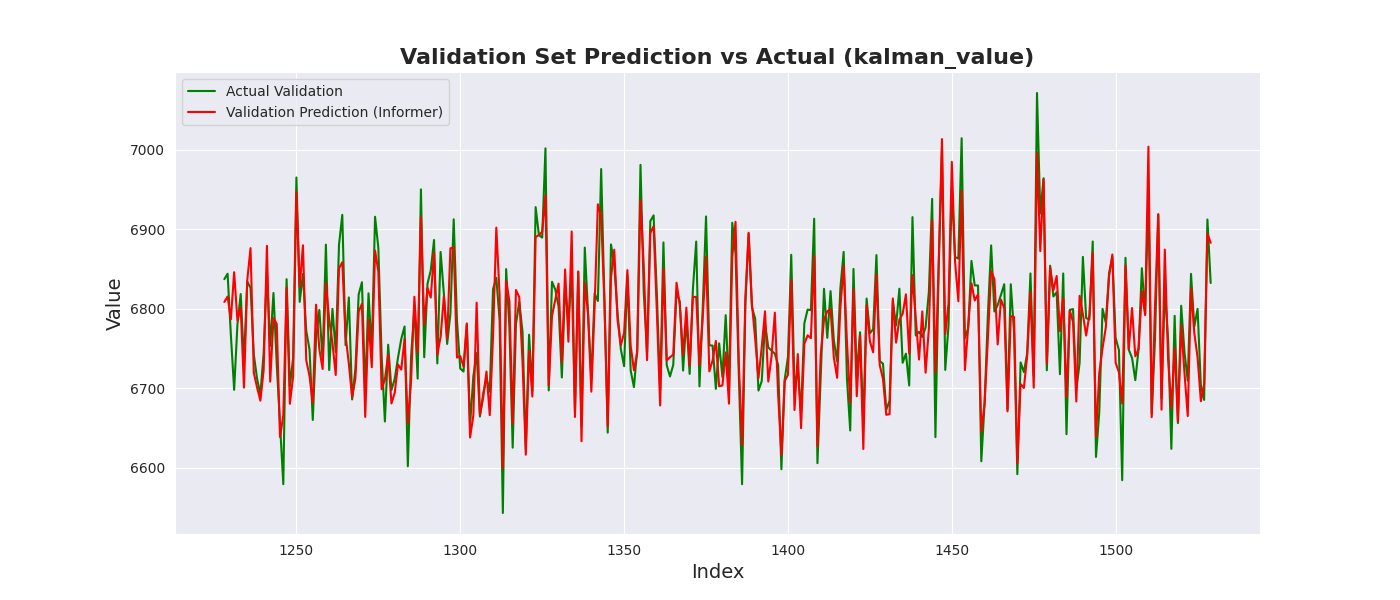 Validation Set Prediction vs Actual (kalman_value)
Actual Validation
Validation Prediction (Informer)
Value
7000
6900
6800
6700
6600
1250
1300
1350
1400
1450
1500
Index